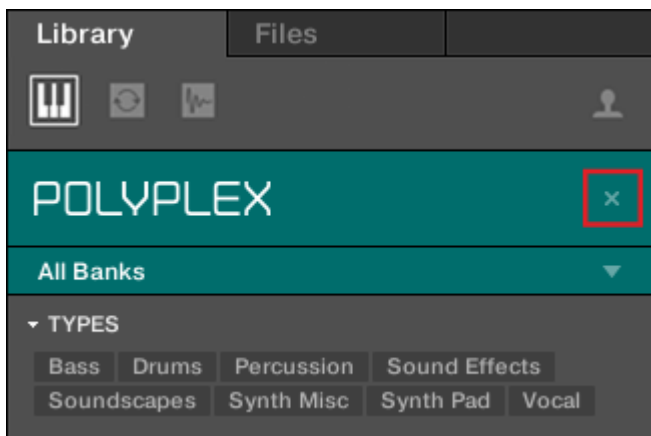 Library Files
POLYPLEX
All Banks
TYPES
Bass Drums Percussion Sound Effects
Soundscapes Synth Misc Synth Pad Vocal